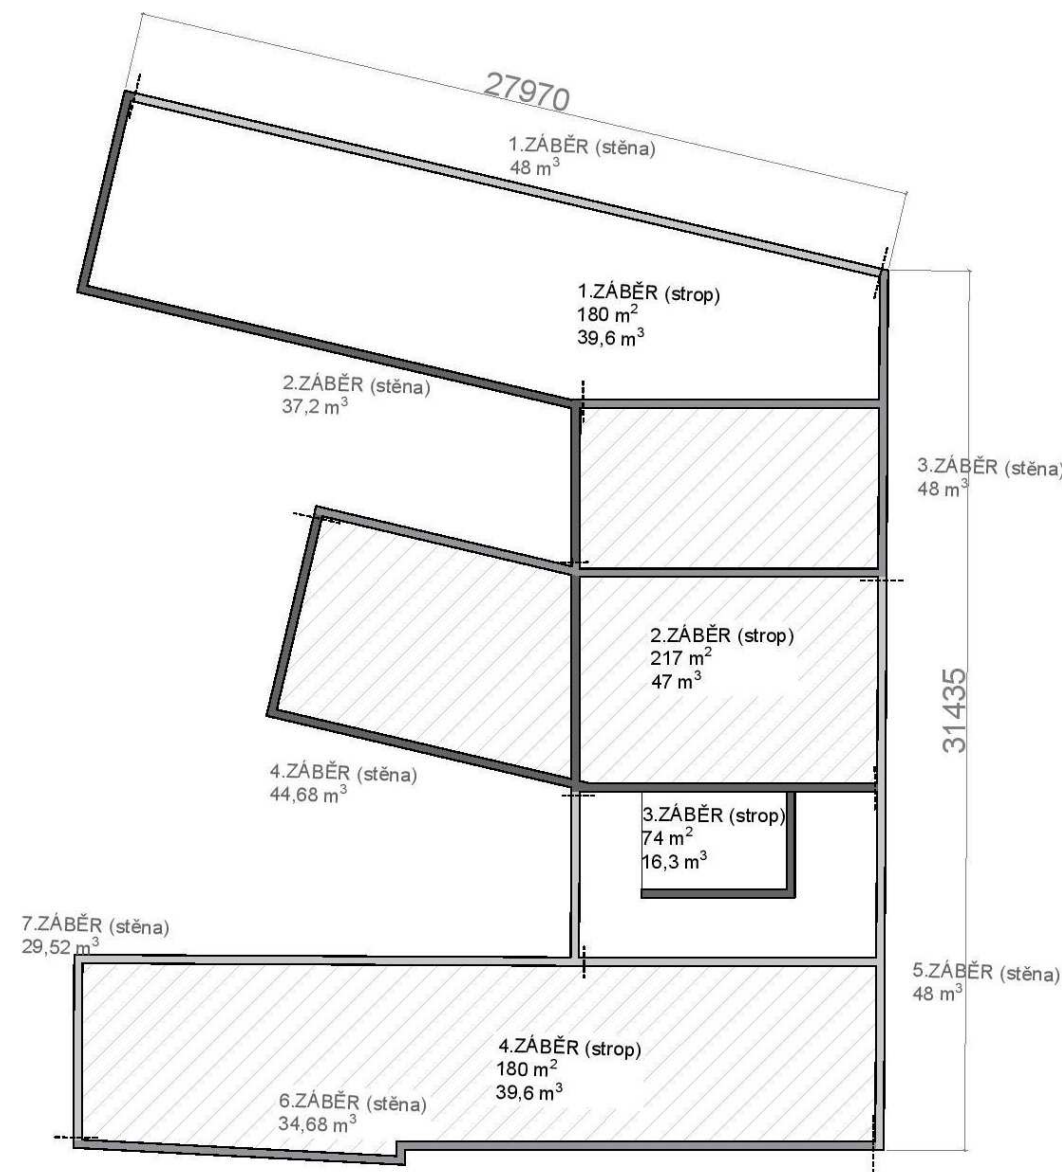 27970
1.ZÁBĚR (stěna)
48 m³
1.ZÁBĚR (strop)
180 m²
39,6 m³
2.ZÁBĚR (stěna)
37,2 m³
3.ZÁBĚR (stěna)
48 m³
2.ZÁBĚR (strop)
217 m²
47 m³
31435
4.ZÁBĚR (stěna)
44,68 m³
3.ZÁBĚR (strop)
74 m²
16,3 m³
7.ZÁBĚR (stěna)
29,52 m³
5.ZÁBĚR (stěna)
48 m³
4.ZÁBĚR (strop)
180 m²
39,6 m³
6.ZÁBĚR (stěna)
34,68 m³